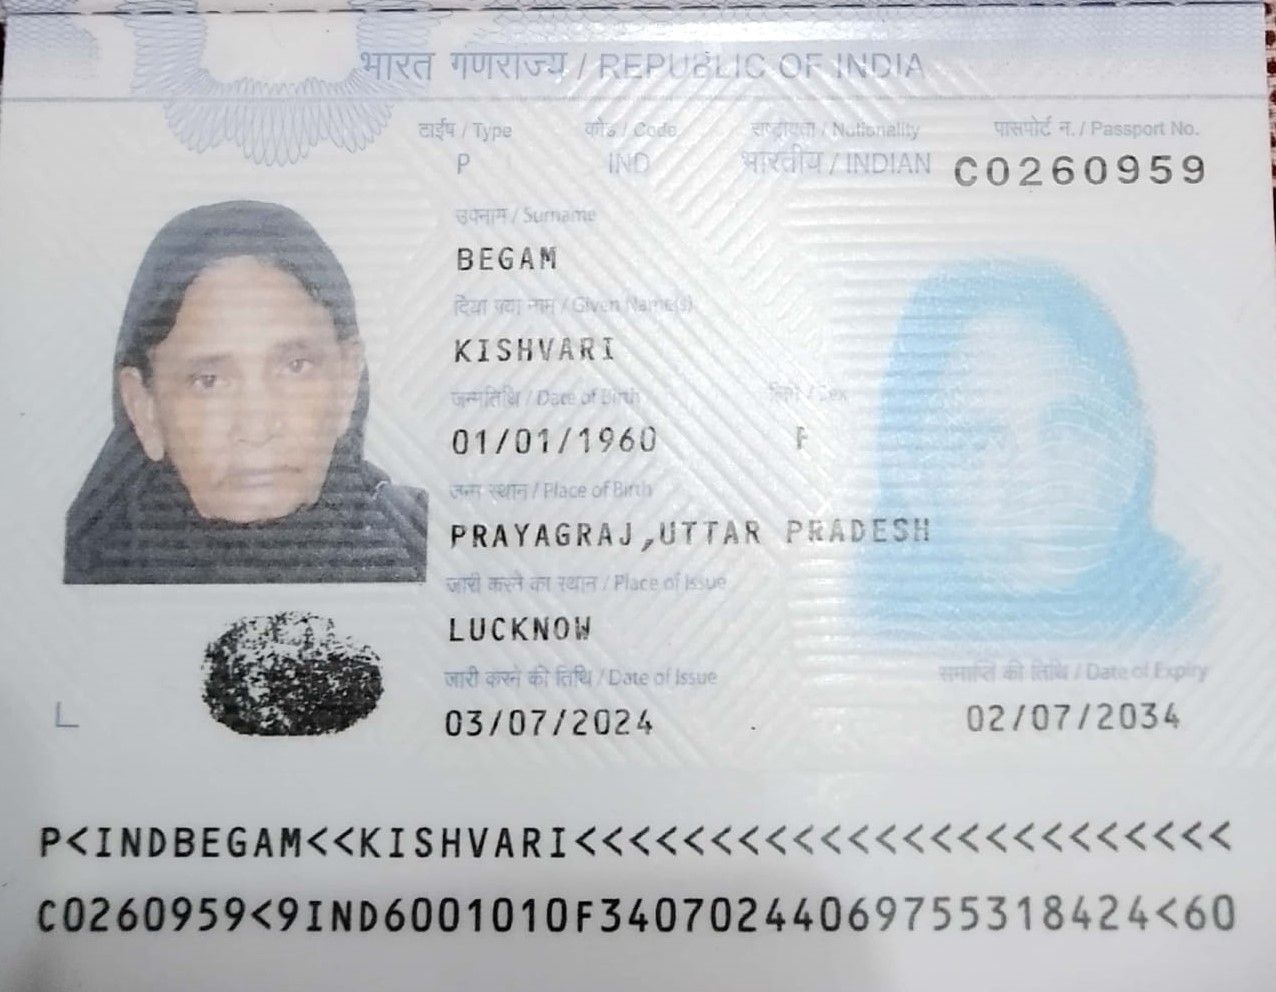 भारत गणराज्य / REPUBLIC OF INDIA
टाईप / Type कोड / Code राष्ट्रीयता / Nationality पासपोर्ट न. / Passport No.
P IND भारतीय / INDIAN C0260959
उपनाम / Surname
BEGAM
दिया गया नाम / Given Name(s)
KISHVARI
जन्मतिथि / Date of Birth लिंग / Sex
01/01/1960 F
जन्म स्थान / Place of Birth
PRAYAGRAJ,UTTAR PRADESH
जारी करने का स्थान / Place of Issue
LUCKNOW
जारी करने की तिथि / Date of Issue समाप्ति की तिथि / Date of Expiry
03/07/2024 02/07/2034
P<INDBEGAM<<KISHVARI<<<<<<<<<<<<<<<<<<<<<<<<
C0260959<9IND6001010F34070244069755318424<60